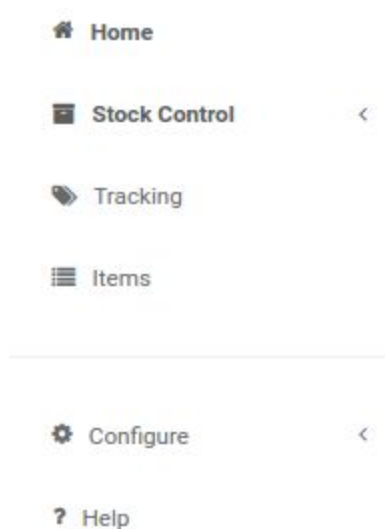 Home
Stock Control
Tracking
Items
Configure
? Help